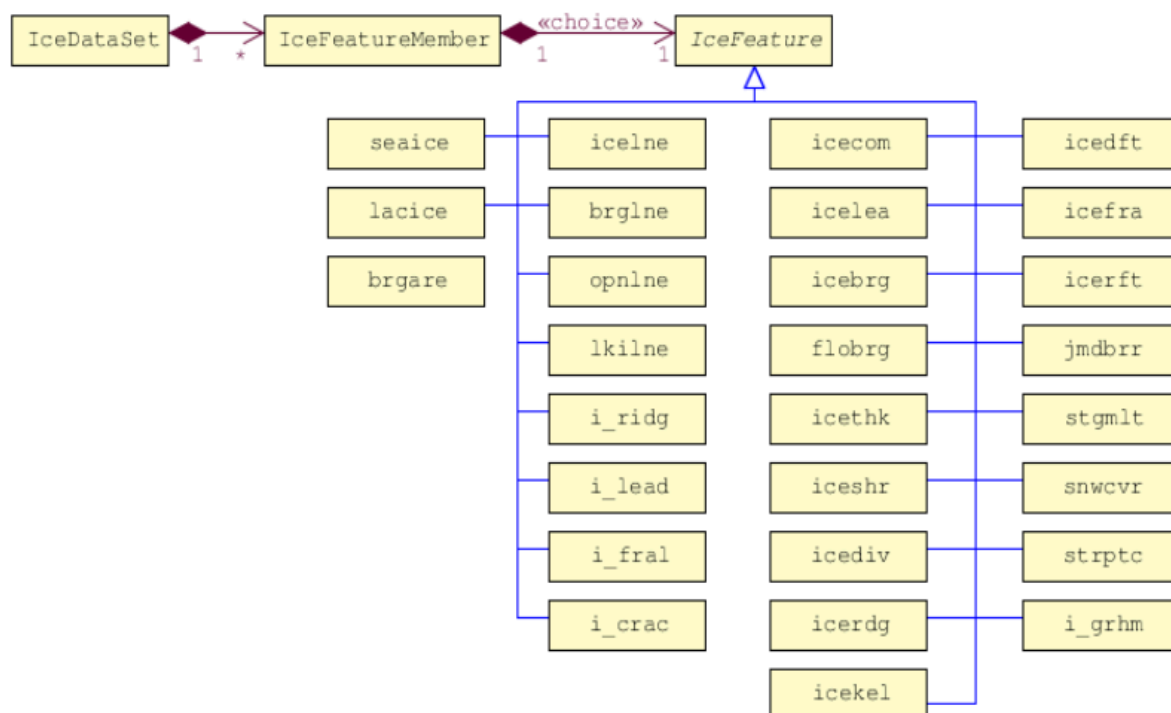 IceDataSet
1
*
IceFeatureMember
«choice»
1
1
IceFeature
seaice
icelne
icecom
icedft
lacice
brglne
icelea
icefra
brgare
opnlne
icebrg
icerft
lkilne
flobrg
jmdbrr
i_ridg
icethk
stgmlt
i_lead
iceshr
snwcvr
i_fral
icediv
strptc
i_crac
icerdg
i_grhm
icekel